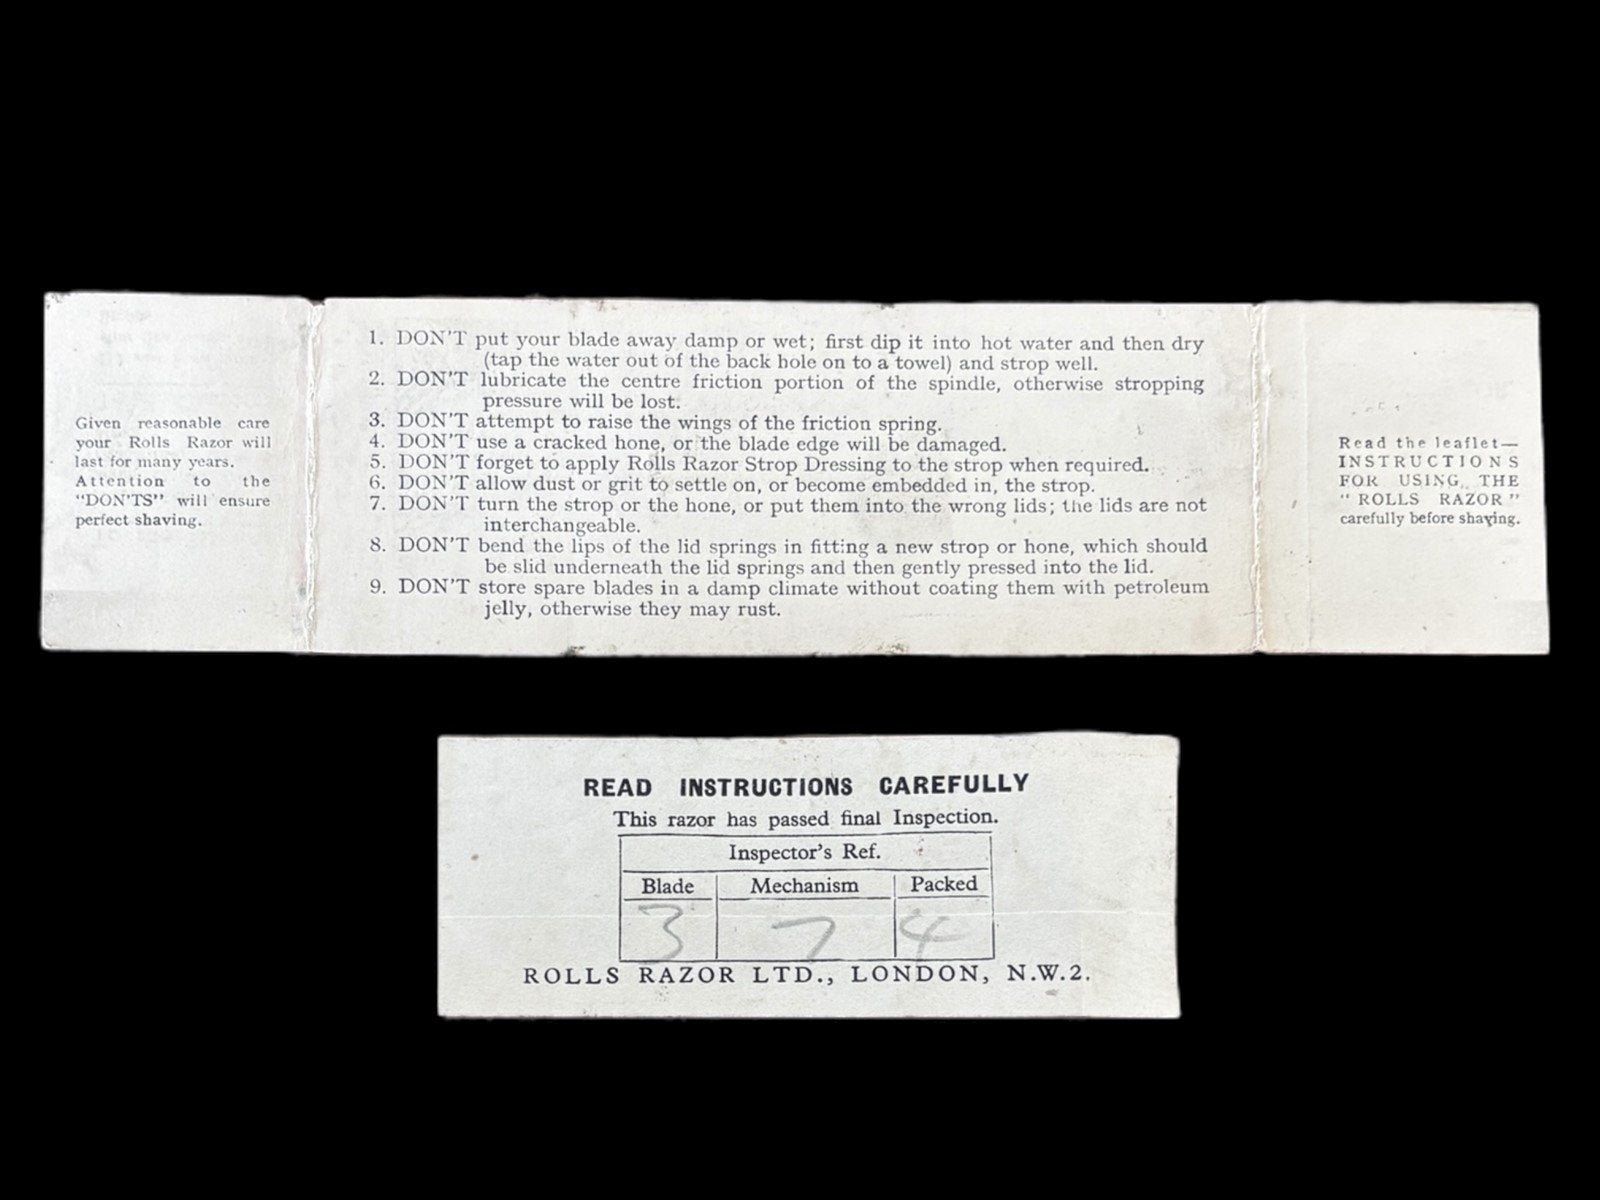 Given reasonable care
your Rolls Razor will
last for many years.
Attention to the
"DON'TS" will ensure
perfect shaving.
1. DON'T put your blade away damp or wet; first dip it into hot water and then dry
(tap the water out of the back hole on to a towel) and strop well.
2. DON'T lubricate the centre friction portion of the spindle, otherwise stropping
pressure will be lost.
3. DON'T attempt to raise the wings of the friction spring.
4. DON'T use a cracked hone, or the blade edge will be damaged.
5. DON'T forget to apply Rolls Razor Strop Dressing to the strop when required.
6. DON'T allow dust or grit to settle on, or become embedded in, the strop.
7. DON'T turn the strop or the hone, or put them into the wrong lids; the lids are not
interchangeable.
8. DON'T bend the lips of the lid springs in fitting a new strop or hone, which should
be slid underneath the lid springs and then gently pressed into the lid.
9. DON'T store spare blades in a damp climate without coating them with petroleum
jelly, otherwise they may rust.
Read the leaflet—
INSTRUCTIONS
FOR USING THE
"ROLLS RAZOR"
carefully before shaving.
READ INSTRUCTIONS CAREFULLY
This razor has passed final Inspection.
Inspector's Ref.
Blade Mechanism Packed
3 7 4
ROLLS RAZOR LTD., LONDON, N.W.2.